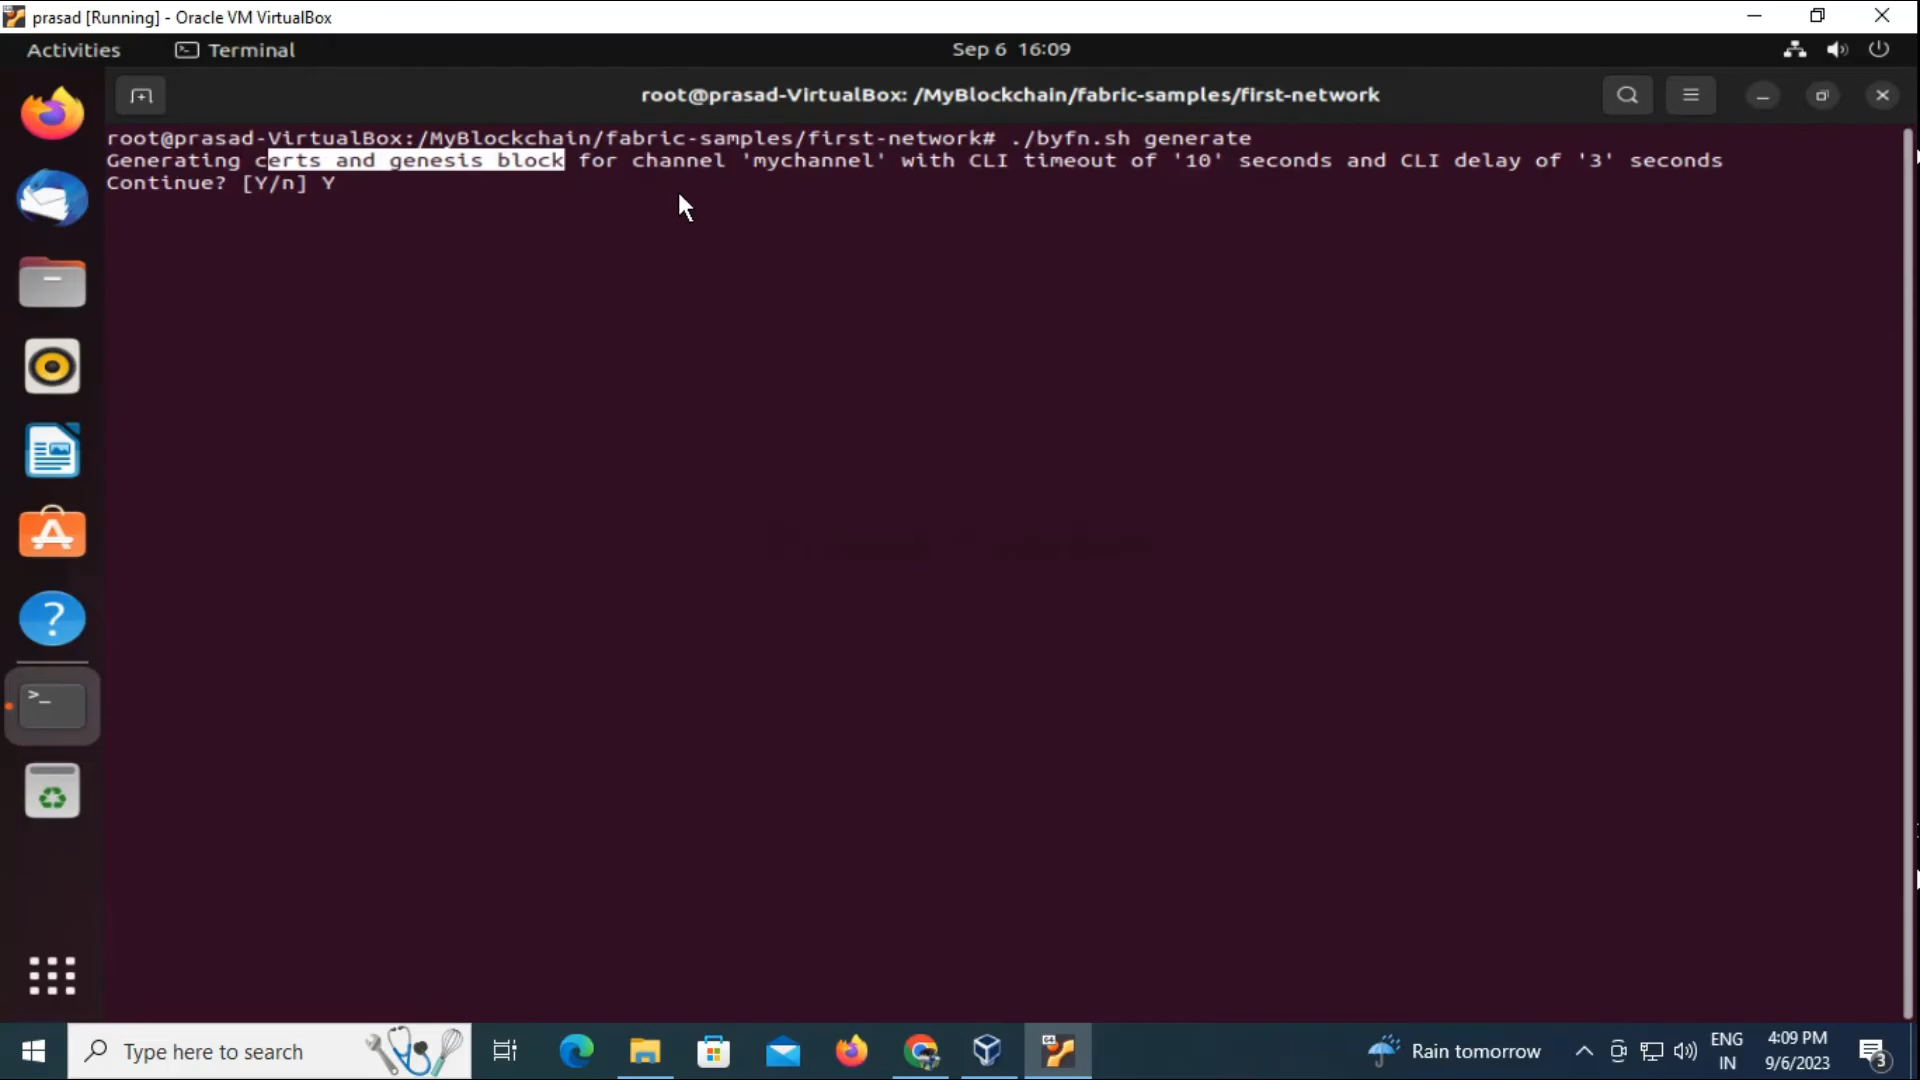 prasad [Running] - Oracle VM VirtualBox
Activities
Terminal
Sep 6 16:09
root@prasad-VirtualBox: /MyBlockchain/fabric-samples/first-network
root@prasad-VirtualBox:/MyBlockchain/fabric-samples/first-network# ./byfn.sh generate
Generating certs and genesis block for channel 'mychannel' with CLI timeout of '10' seconds and CLI delay of '3' seconds
Continue? [Y/n] Y
Type here to search
64
Rain tomorrow
ENG
IN
4:09 PM
9/6/2023
3